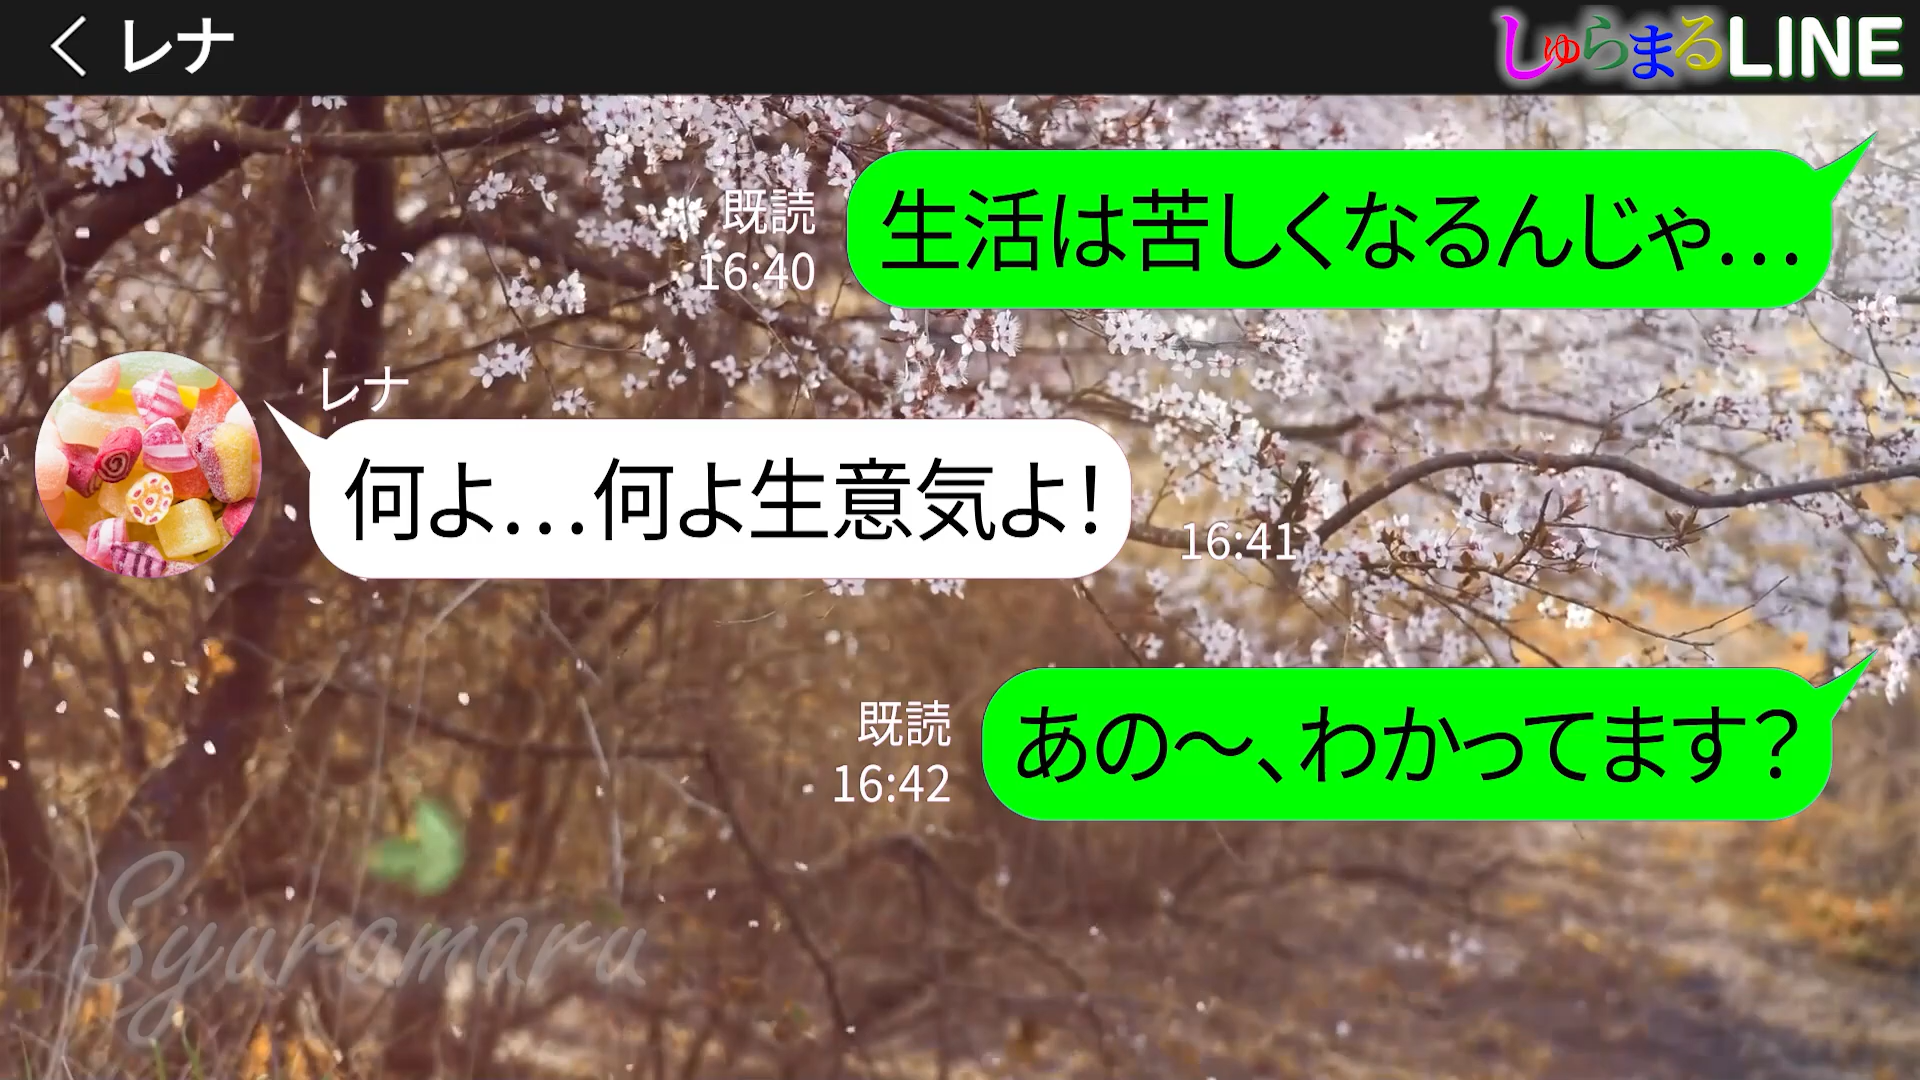 レナ
しゅらまるLINE
生活は苦しくなるんじゃ…
既読
16:40
レナ
何よ…何よ生意気よ!
16:41
あの〜、わかってます?
既読
16:42
Syuramaru